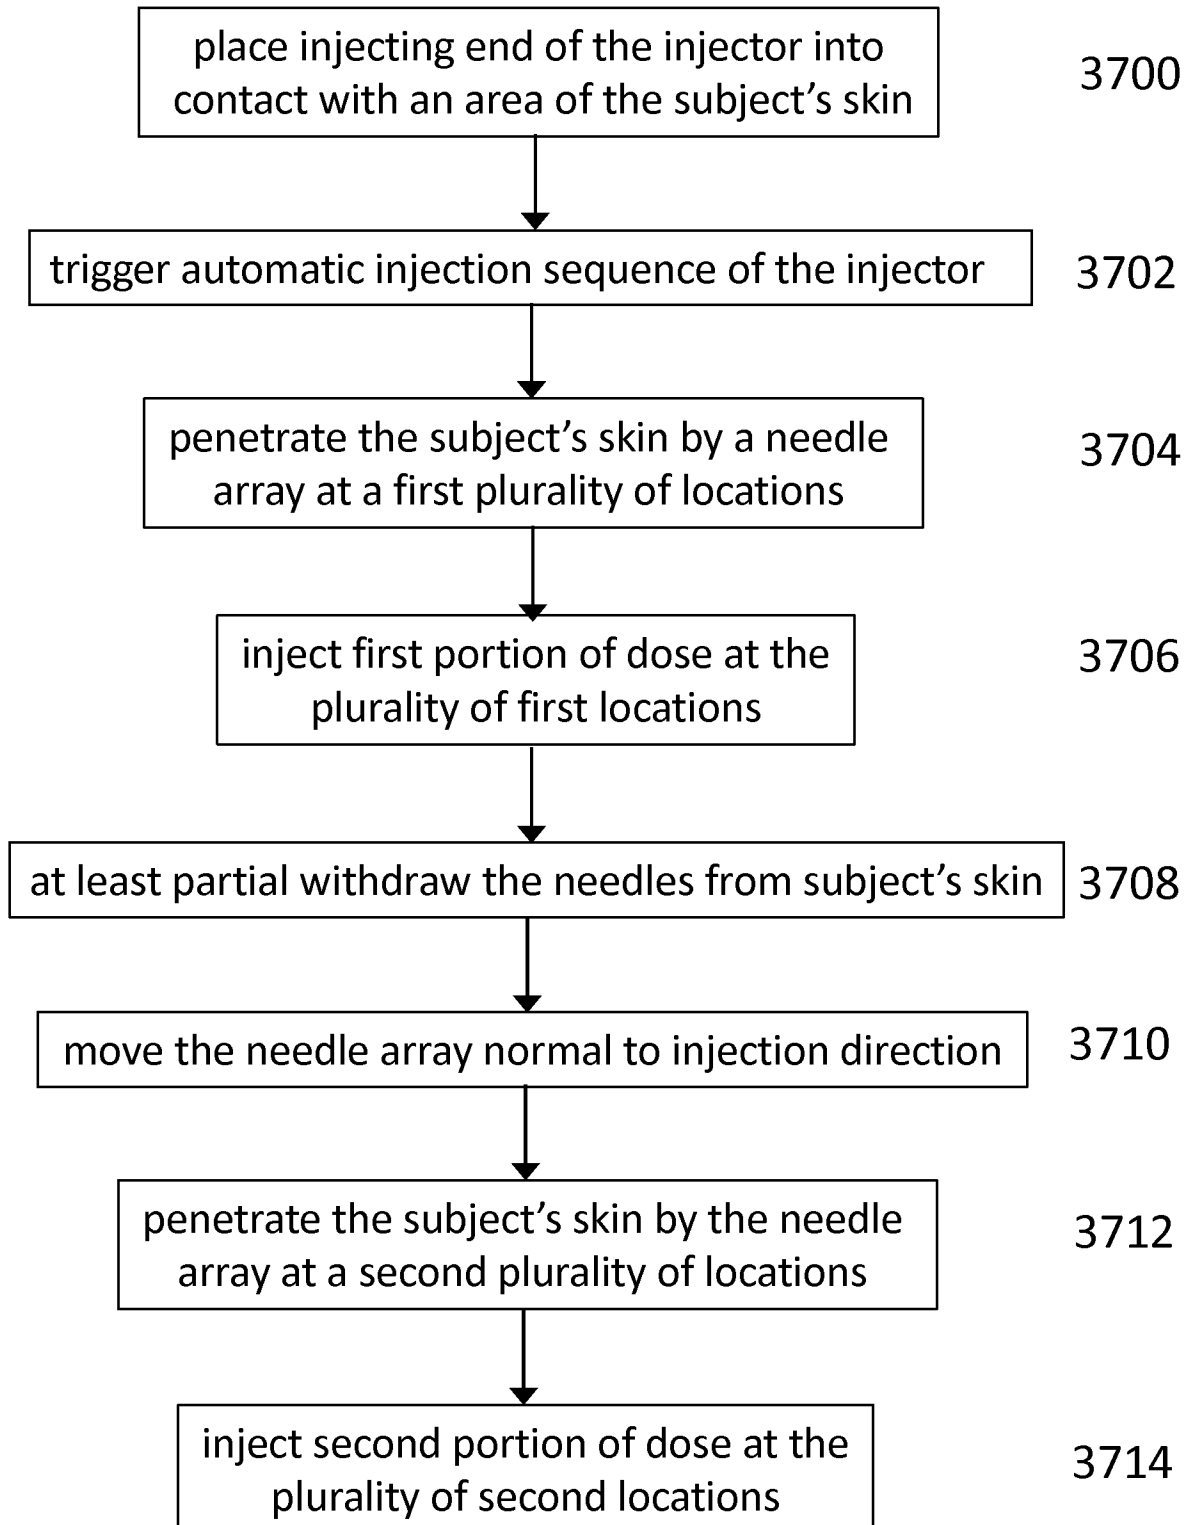 place injecting end of the injector into
contact with an area of the subject's skin
3700
trigger automatic injection sequence of the injector
3702
penetrate the subject's skin by a needle
array at a first plurality of locations
3704
inject first portion of dose at the
plurality of first locations
3706
at least partial withdraw the needles from subject's skin
3708
move the needle array normal to injection direction
3710
penetrate the subject's skin by the needle
array at a second plurality of locations
3712
inject second portion of dose at the
plurality of second locations
3714